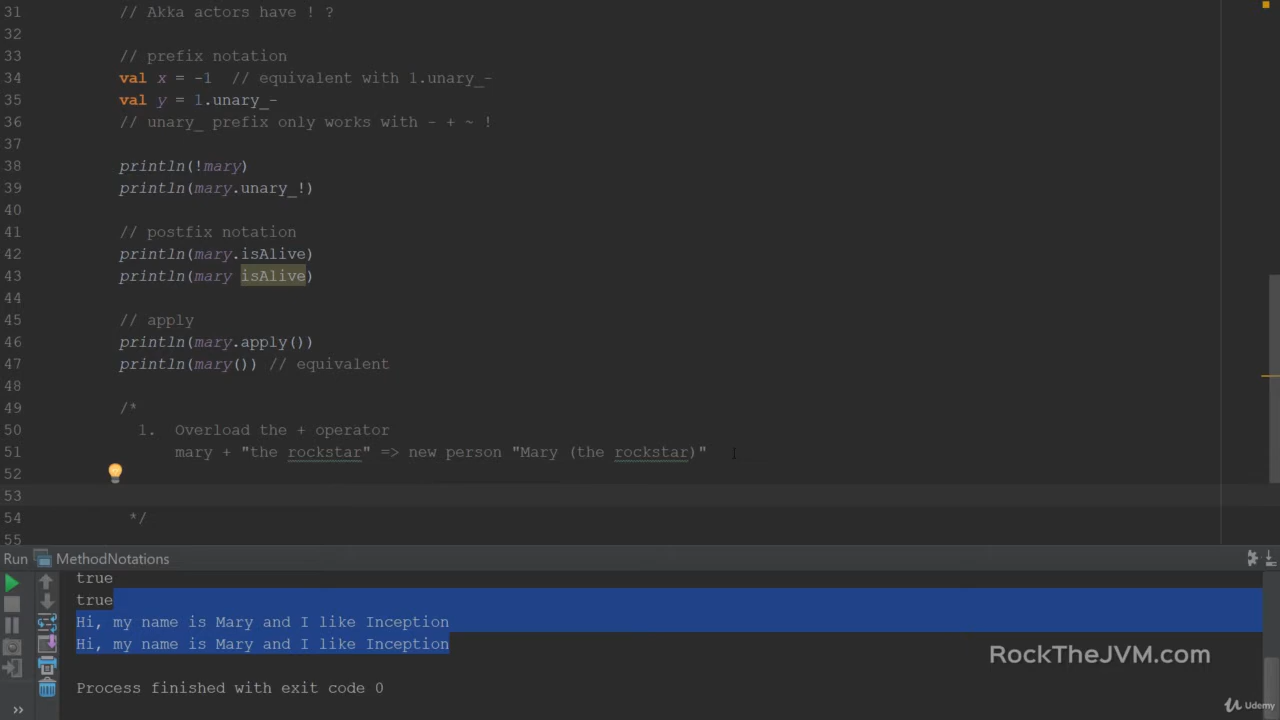 31 // Akka actors have ! ?
32
33 // prefix notation
34 val x = -1 // equivalent with 1.unary_-
35 val y = 1.unary_-
36 // unary_ prefix only works with - + ~ !
37
38 println(!mary)
39 println(mary.unary_!)
40
41 // postfix notation
42 println(mary.isAlive)
43 println(mary isAlive)
44
45 // apply
46 println(mary.apply())
47 println(mary()) // equivalent
48
49 /*
50 1. Overload the + operator
51 mary + "the rockstar" => new person "Mary (the rockstar)"
52
53
54 */
55
Run MethodNotations
true
true
Hi, my name is Mary and I like Inception
Hi, my name is Mary and I like Inception
RockTheJVM.com
Process finished with exit code 0
Udemy